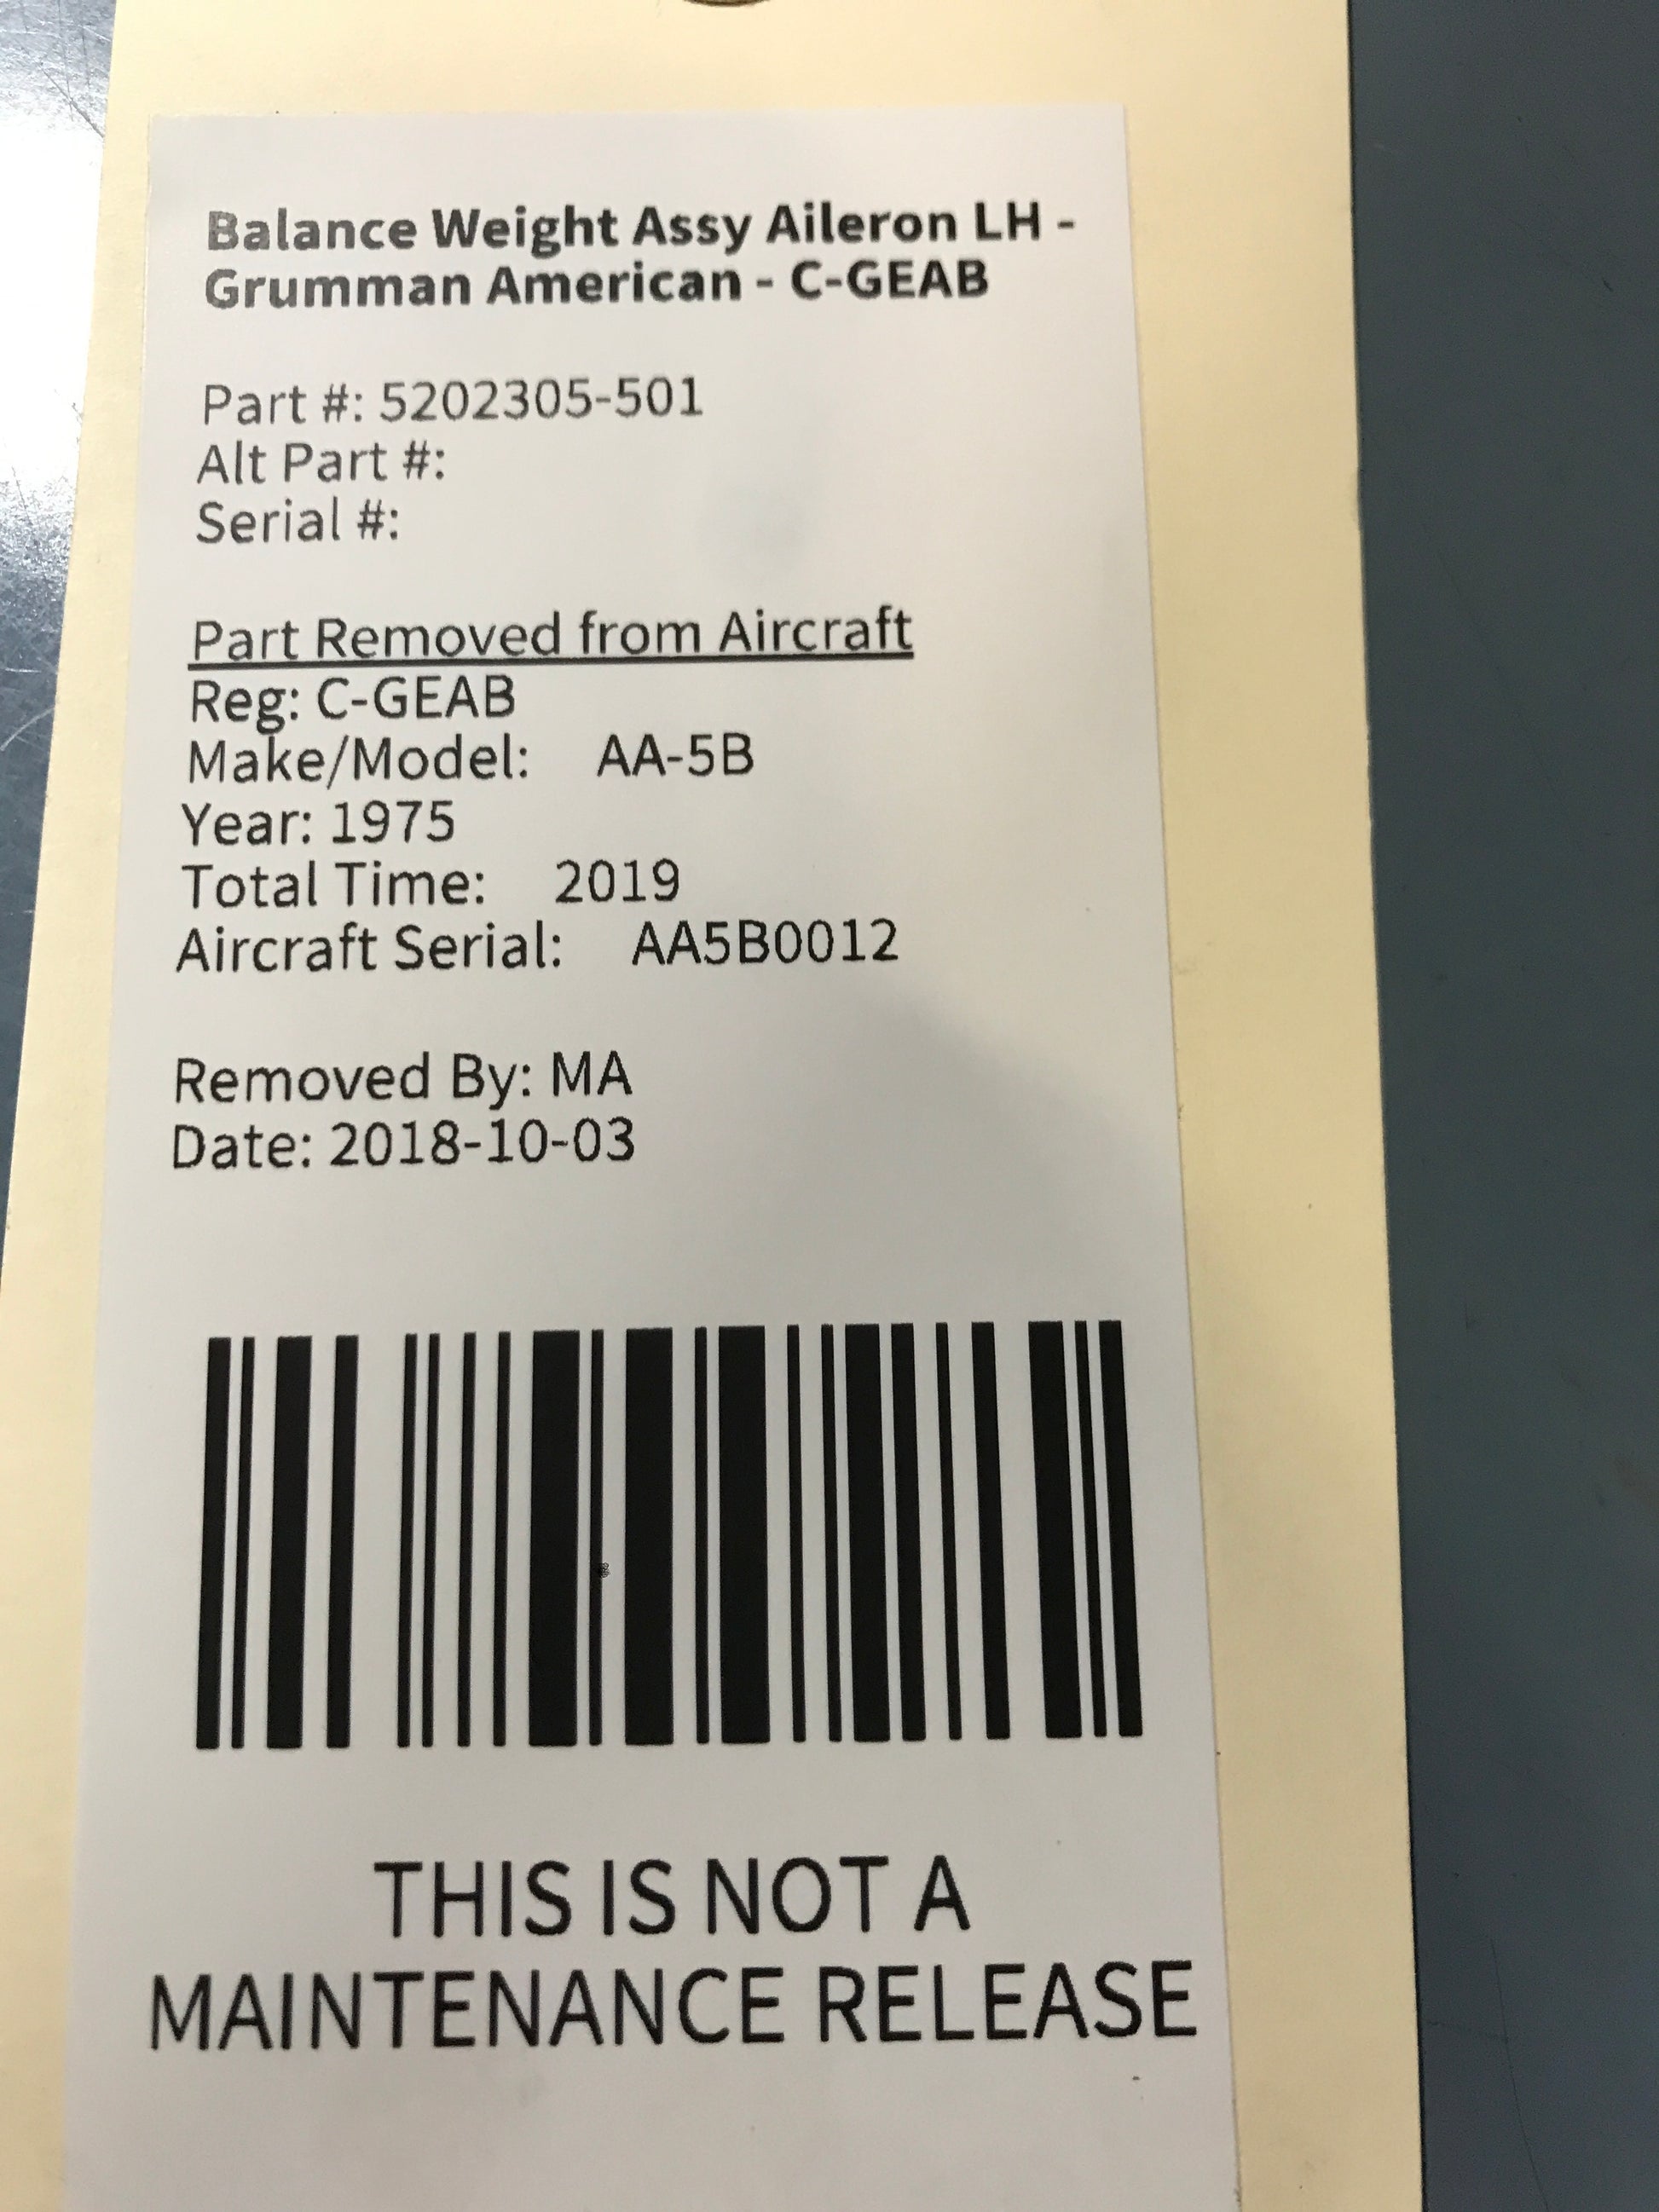 Balance Weight Assy Aileron LH -
Grumman American - C-GEAB
Part #: 5202305-501
Alt Part #:
Serial #:
Part Removed from Aircraft
Reg: C-GEAB
Make/Model: AA-5B
Year: 1975
Total Time: 2019
Aircraft Serial: AA5B0012
Removed By: MA
Date: 2018-10-03
THIS IS NOT A
MAINTENANCE RELEASE